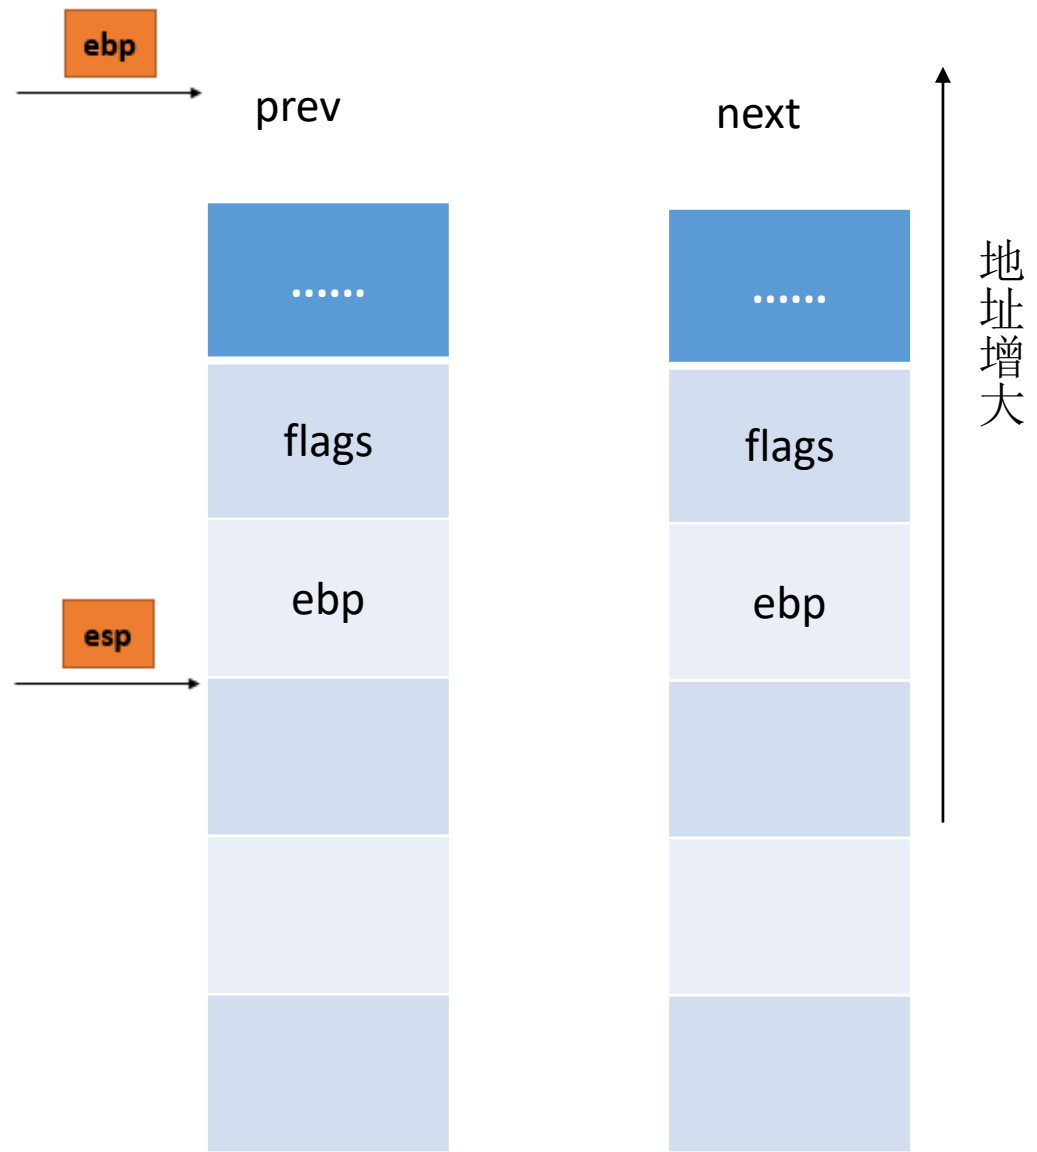 ebp
prev
next
......
......
地址增大
flags
flags
ebp
ebp
esp